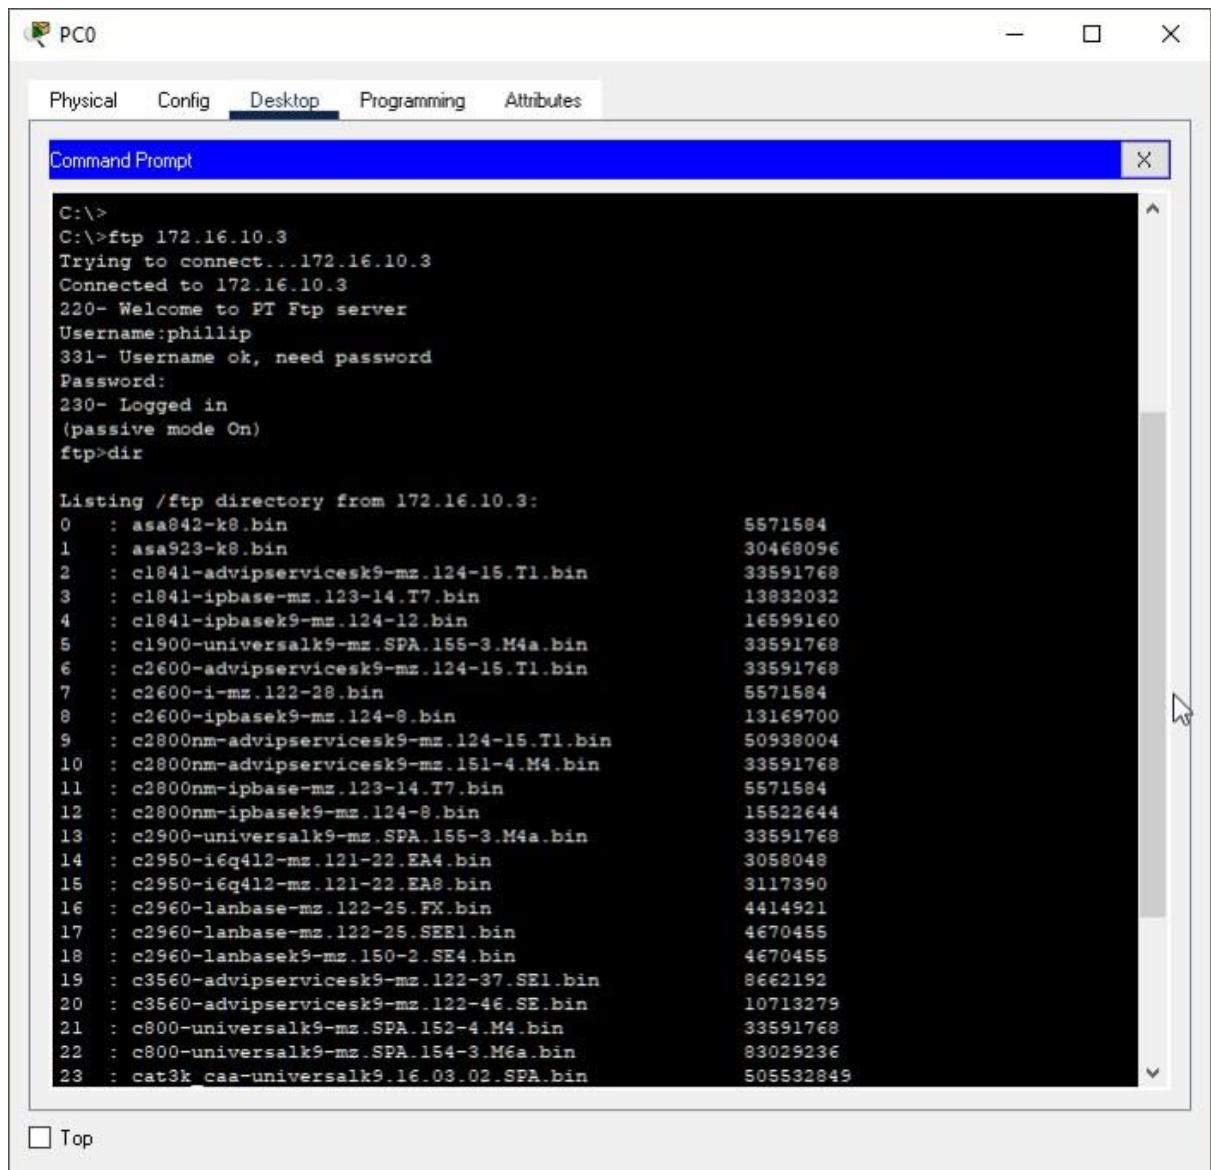 PC0
Physical Config Desktop Programming Attributes
Command Prompt X
C:\>
C:\>ftp 172.16.10.3
Trying to connect...172.16.10.3
Connected to 172.16.10.3
220- Welcome to PT Ftp server
Username:phillip
331- Username ok, need password
Password:
230- Logged in
(passive mode On)
ftp>dir
Listing /ftp directory from 172.16.10.3:
0 : asa842-k8.bin 5571584
1 : asa923-k8.bin 30468096
2 : c1841-advipservicesk9-mz.124-15.T1.bin 33591768
3 : c1841-ipbase-mz.123-14.T7.bin 13832032
4 : c1841-ipbasek9-mz.124-12.bin 16599160
5 : c1900-universalk9-mz.SPA.155-3.M4a.bin 33591768
6 : c2600-advipservicesk9-mz.124-15.T1.bin 33591768
7 : c2600-i-mz.122-28.bin 5571584
8 : c2600-ipbasek9-mz.124-8.bin 13169700
9 : c2800nm-advipservicesk9-mz.124-15.T1.bin 50938004
10 : c2800nm-advipservicesk9-mz.151-4.M4.bin 33591768
11 : c2800nm-ipbase-mz.123-14.T7.bin 5571584
12 : c2800nm-ipbasek9-mz.124-8.bin 15522644
13 : c2900-universalk9-mz.SPA.155-3.M4a.bin 33591768
14 : c2950-i6q4l2-mz.121-22.EA4.bin 3058048
15 : c2950-i6q4l2-mz.121-22.EA8.bin 3117390
16 : c2960-lanbase-mz.122-25.FX.bin 4414921
17 : c2960-lanbase-mz.122-25.SEE1.bin 4670455
18 : c2960-lanbasek9-mz.150-2.SE4.bin 4670455
19 : c3560-advipservicesk9-mz.122-37.SE1.bin 8662192
20 : c3560-advipservicesk9-mz.122-46.SE.bin 10713279
21 : c800-universalk9-mz.SPA.152-4.M4.bin 33591768
22 : c800-universalk9-mz.SPA.154-3.M6a.bin 83029236
23 : cat3k_caa-universalk9.16.03.02.SPA.bin 505532849
Top